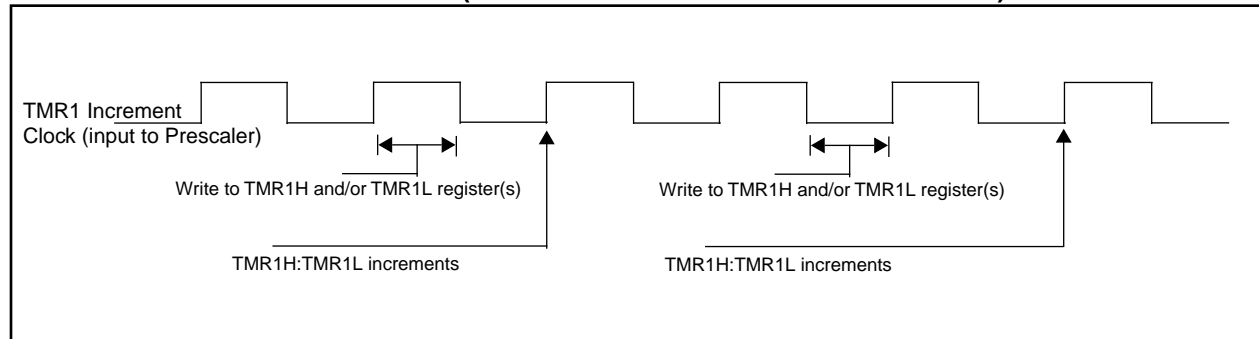 TMR1 Increment
Clock (input to Prescaler)
Write to TMR1H and/or TMR1L register(s)
Write to TMR1H and/or TMR1L register(s)
TMR1H:TMR1L increments
TMR1H:TMR1L increments